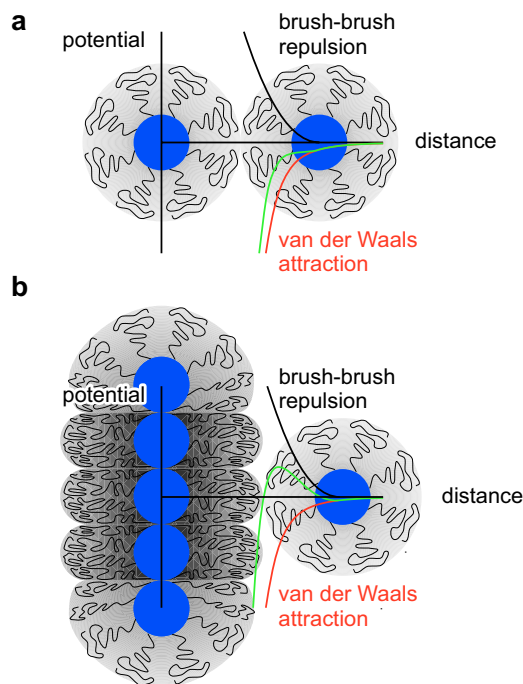 a
potential
brush-brush
repulsion
distance
van der Waals
attraction
b
potential
brush-brush
repulsion
distance
van der Waals
attraction